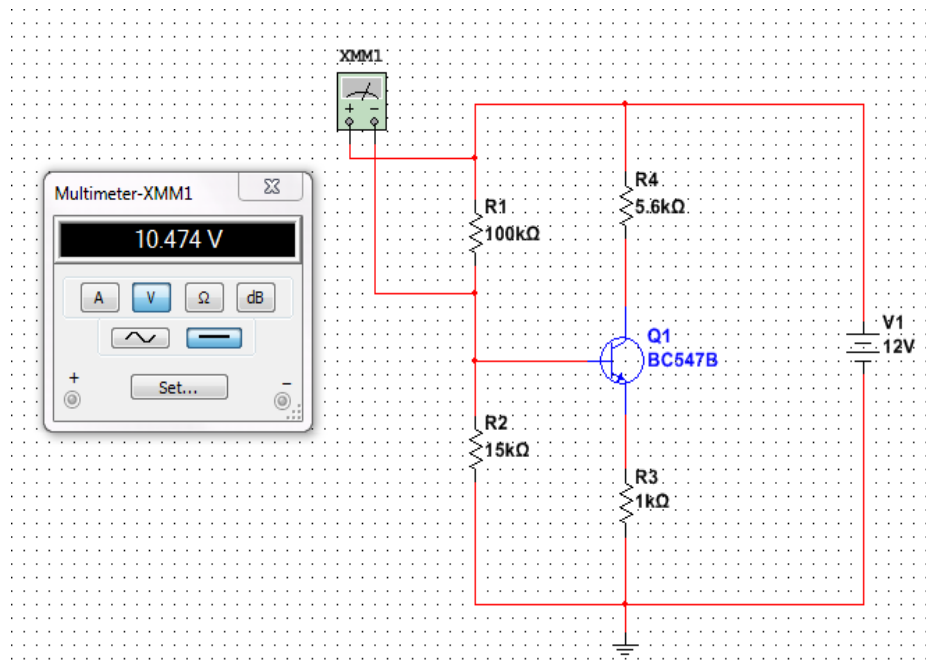 XMM1
+ −
Multimeter-XMM1
10.474 V
A V Ω dB
+ −
Set...
R1
100kΩ
R4
5.6kΩ
Q1
BC547B
V1
12V
R2
15kΩ
R3
1kΩ